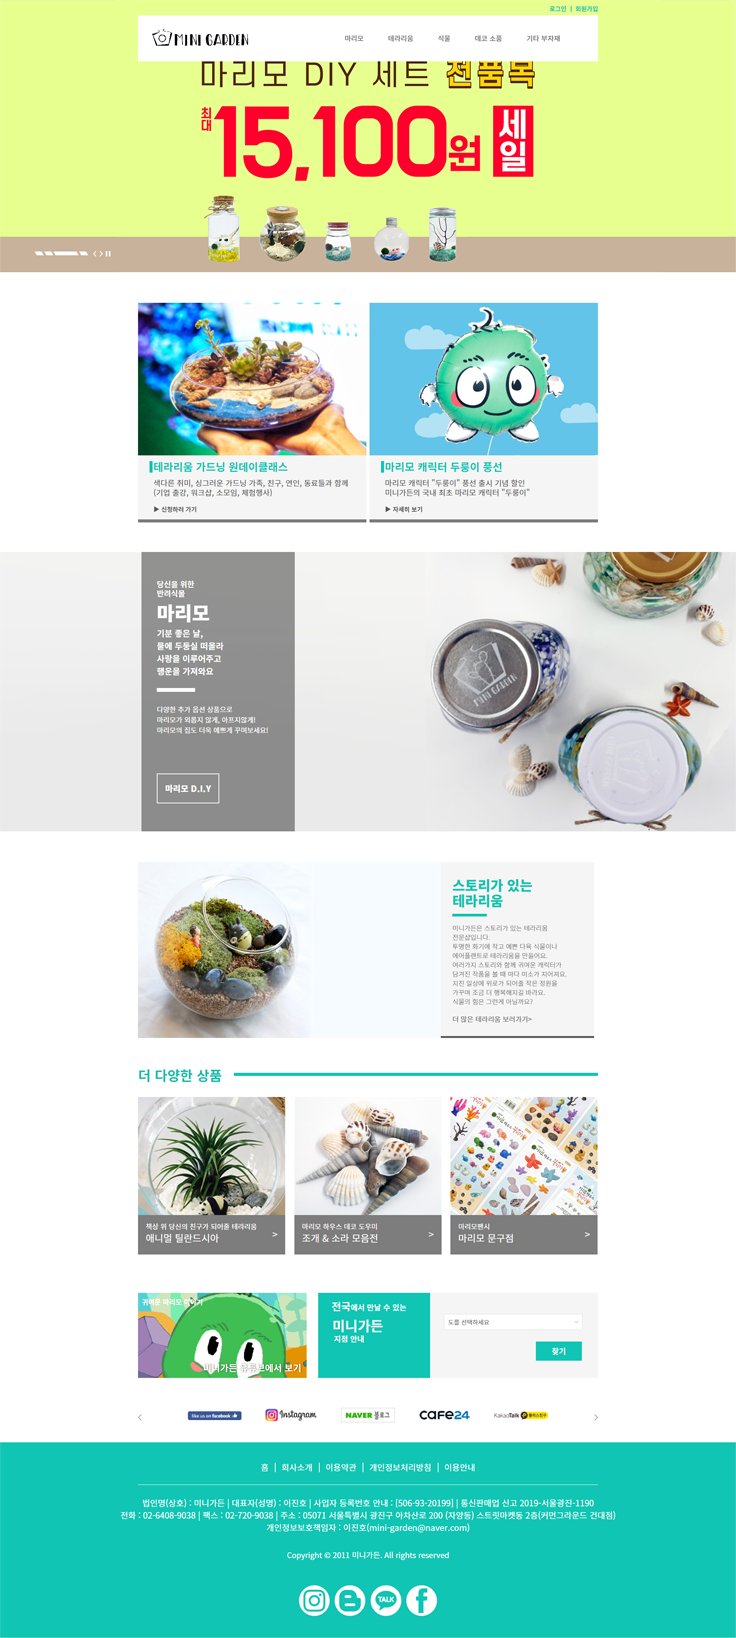 로그인 | 회원가입
MINI GARDEN
마리모 테라리움 식물 데코 소품 기타 부자재
마리모 DIY 세트 전품목
최대 15,100원 세일
테라리움 가드닝 원데이클래스
색다른 취미, 싱그러운 가드닝 가족, 친구, 연인, 동료들과 함께
(기업 출강, 워크샵, 소모임, 체험행사)
▶ 신청하러 가기
마리모 캐릭터 두룽이 풍선
마리모 캐릭터 "두룽이" 풍선 출시 기념 할인
미니가든의 국내 최초 마리모 캐릭터 "두룽이"
▶ 자세히 보기
당신을 위한
반려식물
마리모
기분 좋은 날,
물에 두둥실 떠올라
사랑을 이루어주고
행운을 가져와요
다양한 추가 옵션 상품으로
마리모가 외롭지 않게, 아프지않게!
마리모의 집도 더욱 예쁘게 꾸며보세요!
마리모 D.I.Y
MINI GARDEN
스토리가 있는
테라리움
미니가든은 스토리가 있는 테라리움
전문샵입니다.
투명한 화기에 작고 예쁜 다육 식물이나
에어플랜트로 테라리움을 만들어요.
여러가지 스토리와 함께 귀여운 캐릭터가
담겨진 작품을 볼 때 마다 미소가 지어져요.
지친 일상에 위로가 되어줄 작은 정원을
가꾸며 조금 더 행복해지길 바라요.
식물의 힘은 그런게 아닐까요?
더 많은 테라리움 보러가기>
더 다양한 상품
책상 위 당신의 친구가 되어줄 테라리움
애니멀 틸란드시아 >
마리모 하우스 데코 도우미
조개 & 소라 모음전 >
마리모펜시
마리모 문구점 >
귀여운 마리모 이야기
미니가든 유튜브에서 보기
전국에서 만날 수 있는
미니가든
지점 안내
도를 선택하세요
찾기
like us on facebook
Instagram
NAVER 블로그
CAFE24
KakaoTalk 플러스친구
홈 | 회사소개 | 이용약관 | 개인정보처리방침 | 이용안내
법인명(상호) : 미니가든 | 대표자(성명) : 이진호 | 사업자 등록번호 안내 : [506-93-20199] | 통신판매업 신고 2019-서울광진-1190
전화 : 02-6408-9038 | 팩스 : 02-720-9038 | 주소 : 05071 서울특별시 광진구 아차산로 200 (자양동) 스트릿마켓동 2층(커먼그라운드 건대점)
개인정보보호책임자 : 이진호(mini-garden@naver.com)
Copyright © 2011 미니가든. All rights reserved
TALK